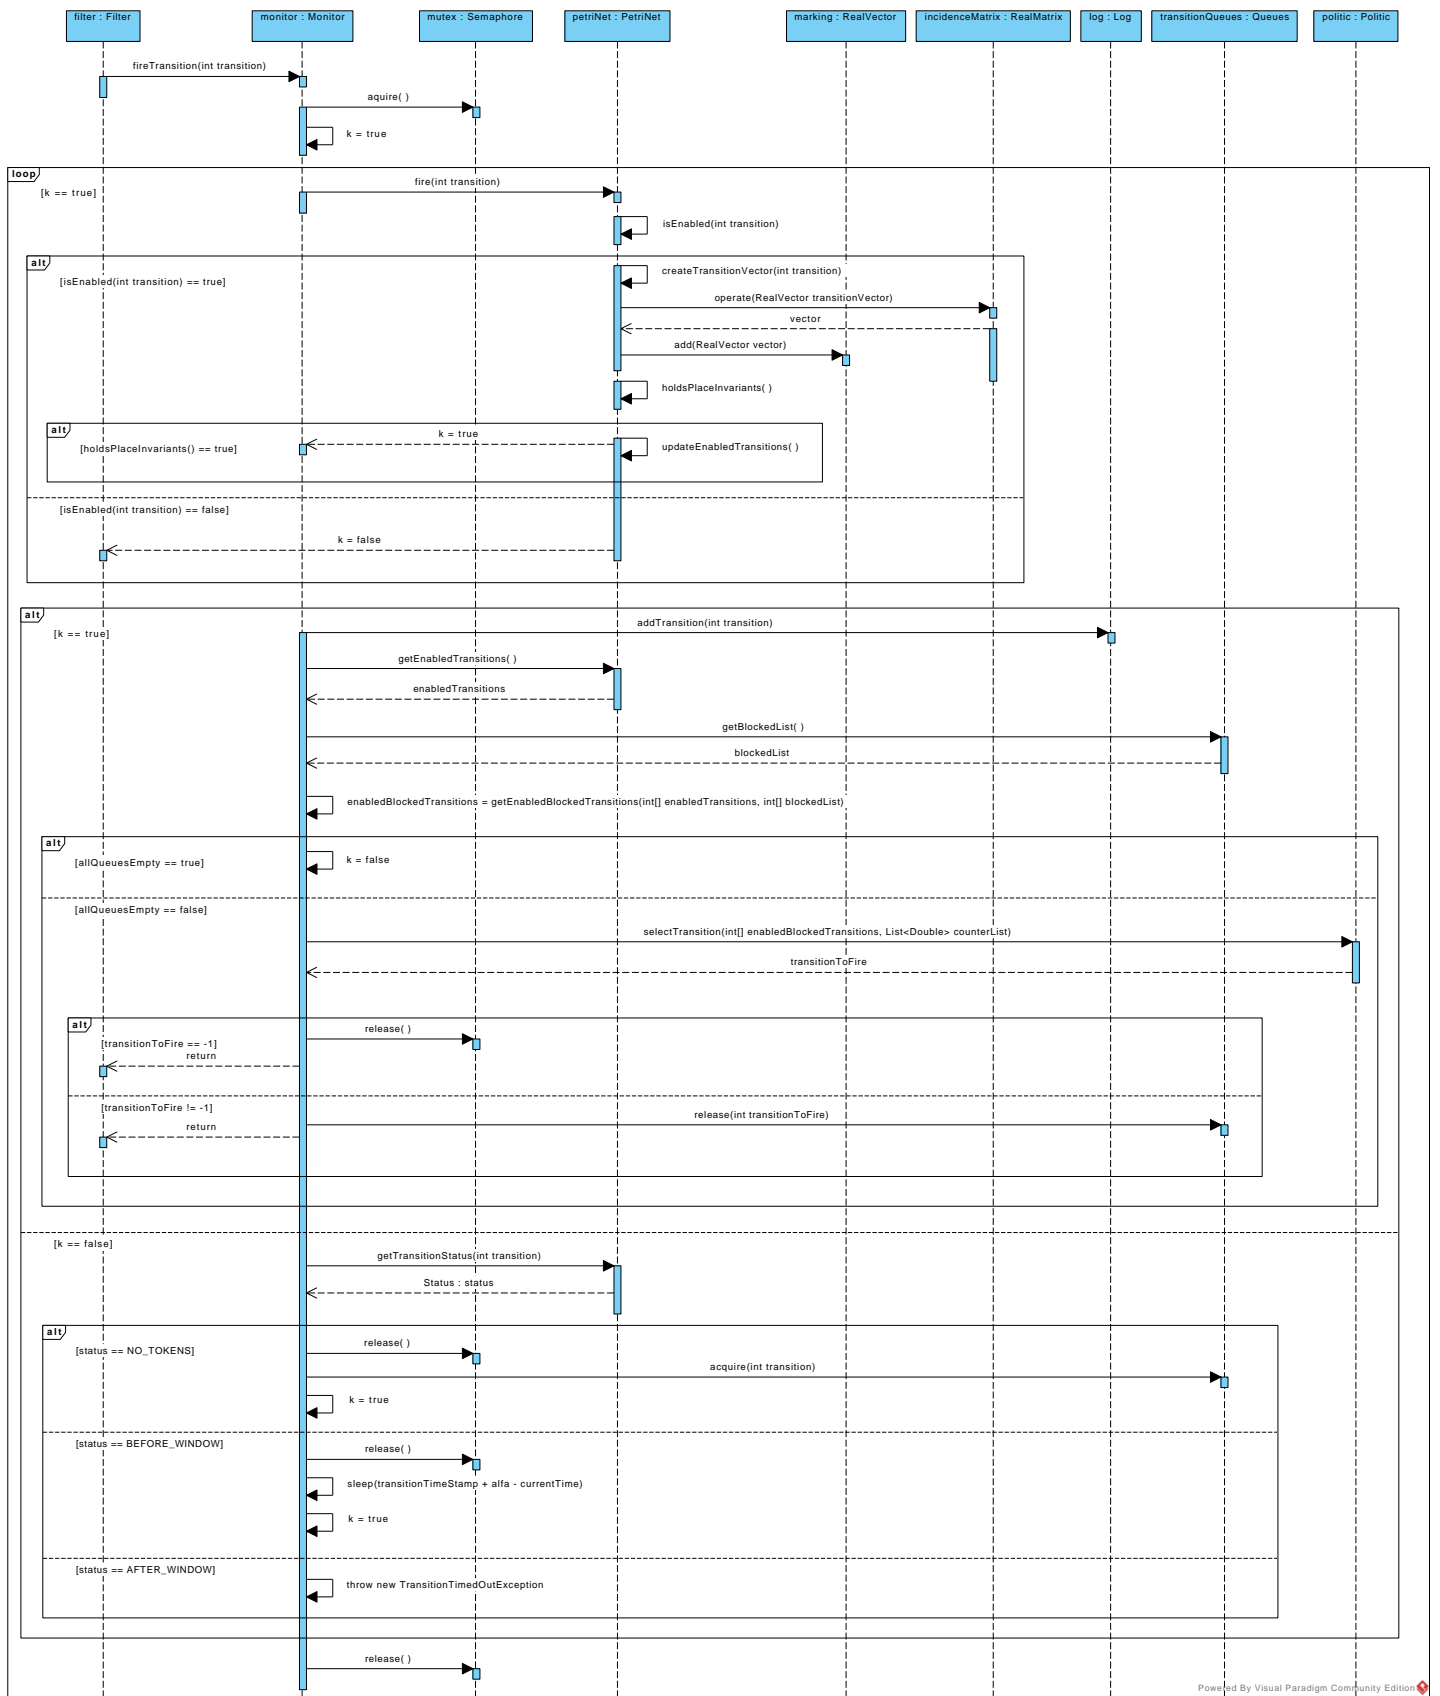 filter : Filter
monitor : Monitor
mutex : Semaphore
petriNet : PetriNet
marking : RealVector
incidenceMatrix : RealMatrix
log : Log
transitionQueues : Queues
politic : Politic
fireTransition(int transition)
aquire( )
k = true
loop
[k == true]
fire(int transition)
isEnabled(int transition)
alt
[isEnabled(int transition) == true]
createTransitionVector(int transition)
operate(RealVector transitionVector)
vector
add(RealVector vector)
holdsPlaceInvariants( )
alt
[holdsPlaceInvariants() == true]
k = true
updateEnabledTransitions( )
[isEnabled(int transition) == false]
k = false
alt
[k == true]
addTransition(int transition)
getEnabledTransitions( )
enabledTransitions
getBlockedList( )
blockedList
enabledBlockedTransitions = getEnabledBlockedTransitions(int[] enabledTransitions, int[] blockedList)
alt
[allQueuesEmpty == true]
k = false
[allQueuesEmpty == false]
selectTransition(int[] enabledBlockedTransitions, List<Double> counterList)
transitionToFire
alt
release( )
[transitionToFire == -1]
return
[transitionToFire != -1]
release(int transitionToFire)
return
[k == false]
getTransitionStatus(int transition)
Status : status
alt
[status == NO_TOKENS]
release( )
acquire(int transition)
k = true
[status == BEFORE_WINDOW]
release( )
sleep(transitionTimeStamp + alfa - currentTime)
k = true
[status == AFTER_WINDOW]
throw new TransitionTimedOutException
release( )
Powered By Visual Paradigm Community Edition